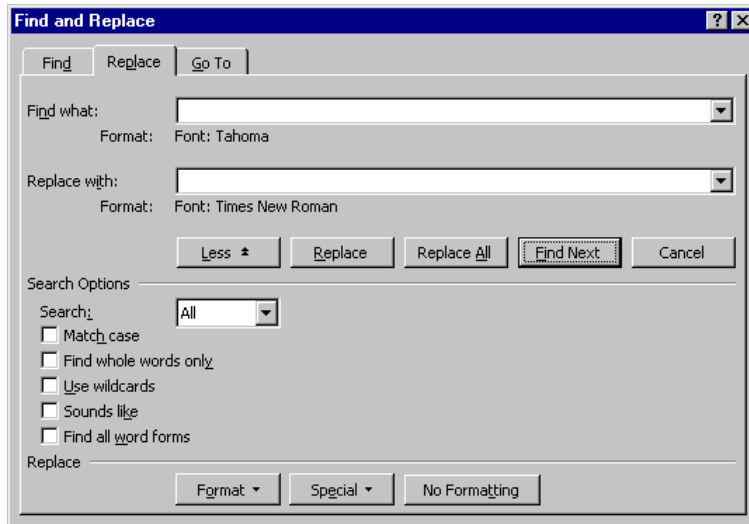 Find and Replace
Find Replace Go To
Find what:
Format: Font: Tahoma
Replace with:
Format: Font: Times New Roman
Less Replace Replace All Find Next Cancel
Search Options
Search: All
Match case
Find whole words only
Use wildcards
Sounds like
Find all word forms
Replace
Format Special No Formatting